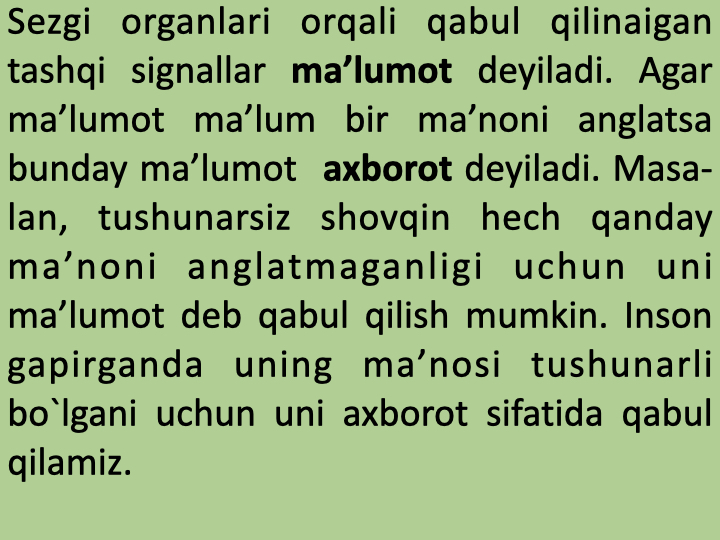 Sezgi organlari orqali qabul qilinaigan
tashqi signallar ma’lumot deyiladi. Agar
ma’lumot ma’lum bir ma’noni anglatsa
bunday ma’lumot axborot deyiladi. Masa-
lan, tushunarsiz shovqin hech qanday
ma’noni anglatmaganligi uchun uni
ma’lumot deb qabul qilish mumkin. Inson
gapirganda uning ma’nosi tushunarli
bo`lgani uchun uni axborot sifatida qabul
qilamiz.